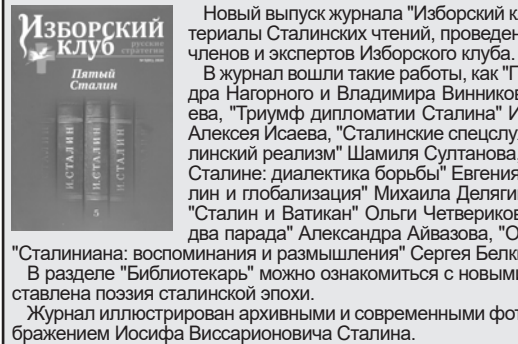 Изборский
клуб
русские
стратегии
Пятый
Сталин
И.СТАЛИН
И.СТАЛИН
И.СТАЛИН
5
Новый выпуск журнала "Изборский к
териалы Сталинских чтений, проведен
членов и экспертов Изборского клуба.
В журнал вошли такие работы, как "П
дра Нагорного и Владимира Винников
ева, "Триумф дипломатии Сталина" И
Алексея Исаева, "Сталинские спецслу
линский реализм" Шамиля Султанова,
Сталине: диалектика борьбы" Евгения
лин и глобализация" Михаила Деляги
"Сталин и Ватикан" Ольги Четвериков
два парада" Александра Айвазова, "О
"Сталиниана: воспоминания и размышления" Сергея Белк
В разделе "Библиотекарь" можно ознакомиться с новыми
ставлена поэзия сталинской эпохи.
Журнал иллюстрирован архивными и современными фот
бражением Иосифа Виссарионовича Сталина.